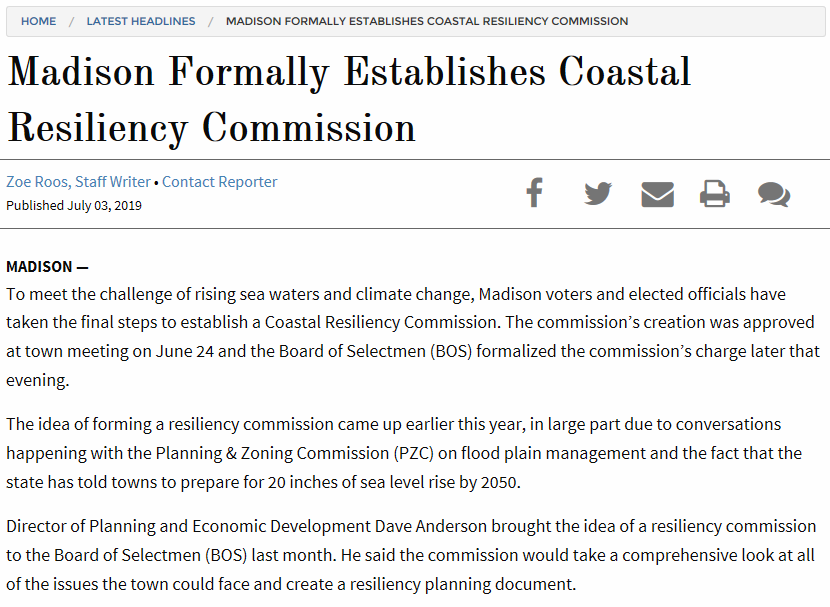 HOME / LATEST HEADLINES / MADISON FORMALLY ESTABLISHES COASTAL RESILIENCY COMMISSION
Madison Formally Establishes Coastal
Resiliency Commission
Zoe Roos, Staff Writer • Contact Reporter
Published July 03, 2019
MADISON —
To meet the challenge of rising sea waters and climate change, Madison voters and elected officials have
taken the final steps to establish a Coastal Resiliency Commission. The commission’s creation was approved
at town meeting on June 24 and the Board of Selectmen (BOS) formalized the commission’s charge later that
evening.
The idea of forming a resiliency commission came up earlier this year, in large part due to conversations
happening with the Planning & Zoning Commission (PZC) on flood plain management and the fact that the
state has told towns to prepare for 20 inches of sea level rise by 2050.
Director of Planning and Economic Development Dave Anderson brought the idea of a resiliency commission
to the Board of Selectmen (BOS) last month. He said the commission would take a comprehensive look at all
of the issues the town could face and create a resiliency planning document.